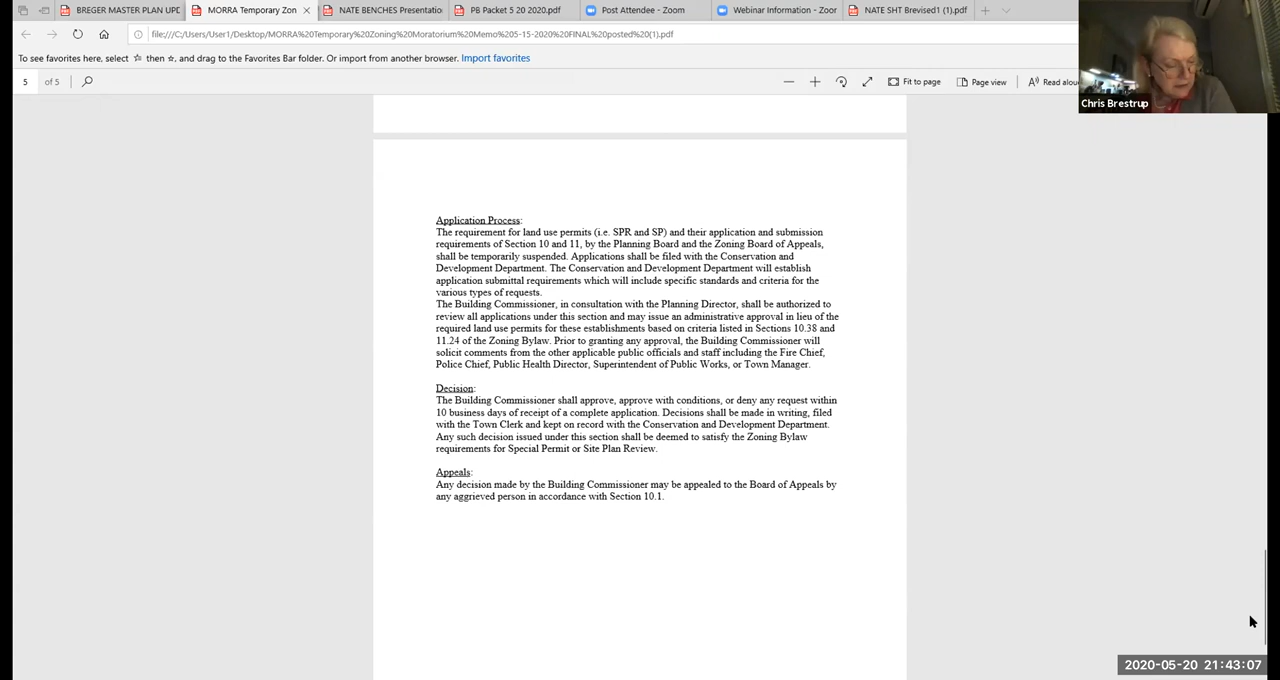 BREGER MASTER PLAN UPD
MORRA Temporary Zon
NATE BENCHES Presentatio
PB Packet 5 20 2020.pdf
Post Attendee - Zoom
Webinar Information - Zoor
NATE SHT Brevised1 (1).pdf
file:///C:/Users/User1/Desktop/MORRA%20Temporary%20Zoning%20Moratorium%20Memo%205-15-2020%20FINAL%20posted%20(1).pdf
To see favorites here, select then, and drag to the Favorites Bar folder. Or import from another browser. Import favorites
5 of 5
Fit to page
Page view
Read alou
Chris Brestrup
Application Process:
The requirement for land use permits (i.e. SPR and SP) and their application and submission
requirements of Section 10 and 11, by the Planning Board and the Zoning Board of Appeals,
shall be temporarily suspended. Applications shall be filed with the Conservation and
Development Department. The Conservation and Development Department will establish
application submittal requirements which will include specific standards and criteria for the
various types of requests.
The Building Commissioner, in consultation with the Planning Director, shall be authorized to
review all applications under this section and may issue an administrative approval in lieu of the
required land use permits for these establishments based on criteria listed in Sections 10.38 and
11.24 of the Zoning Bylaw. Prior to granting any approval, the Building Commissioner will
solicit comments from the other applicable public officials and staff including the Fire Chief,
Police Chief, Public Health Director, Superintendent of Public Works, or Town Manager.
Decision:
The Building Commissioner shall approve, approve with conditions, or deny any request within
10 business days of receipt of a complete application. Decisions shall be made in writing, filed
with the Town Clerk and kept on record with the Conservation and Development Department.
Any such decision issued under this section shall be deemed to satisfy the Zoning Bylaw
requirements for Special Permit or Site Plan Review.
Appeals:
Any decision made by the Building Commissioner may be appealed to the Board of Appeals by
any aggrieved person in accordance with Section 10.1.
2020-05-20 21:43:07